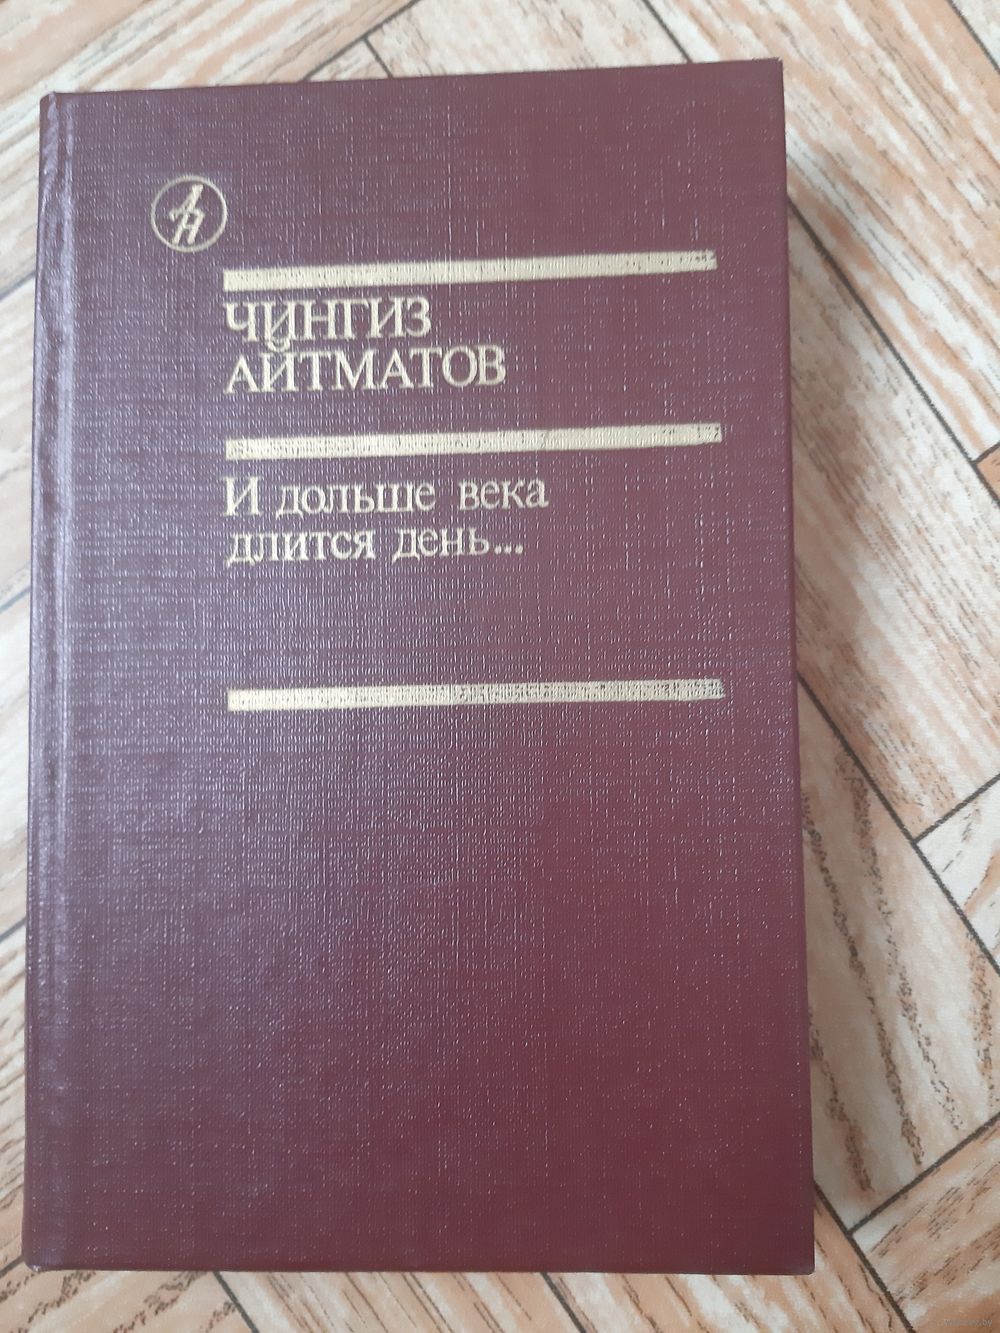 ЧИНГИЗ
АЙТМАТОВ
И дольше века
длится день...